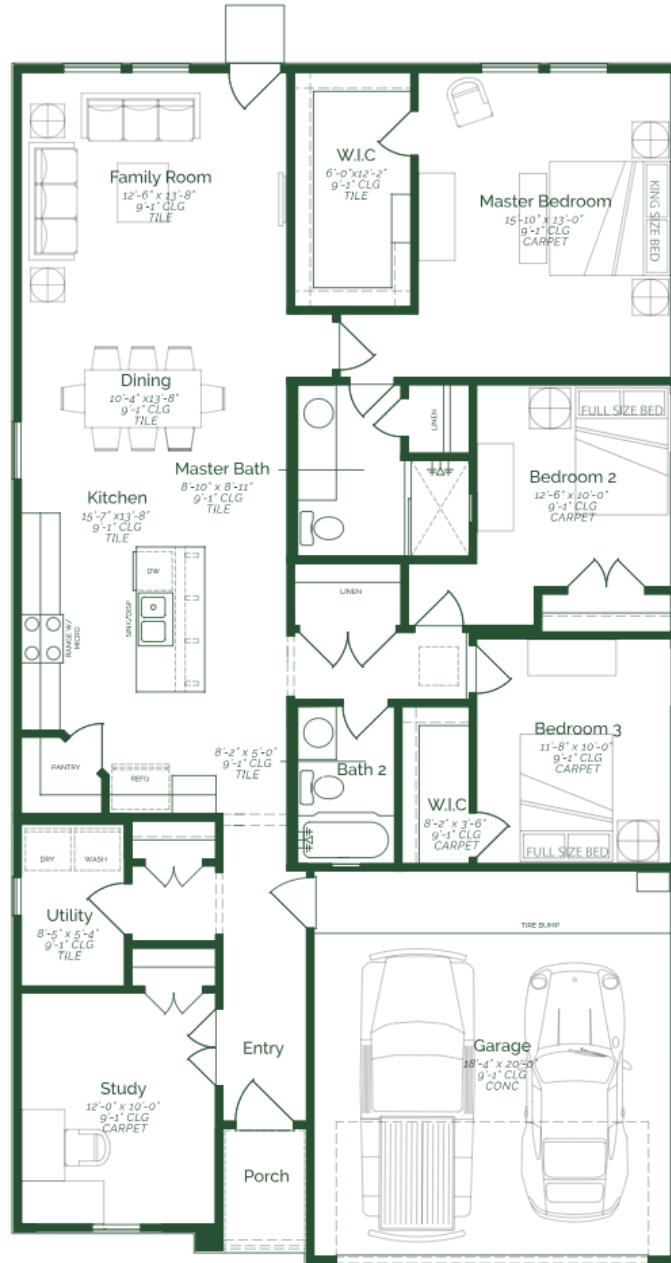 Family Room
12'-6" x 13'-8"
9'-1" CLG
TILE
W.I.C
6'-0"x12'-2"
9'-1" CLG
TILE
Master Bedroom
15'-10" x 13'-0"
9'-1" CLG
CARPET
KING SIZE BED
Dining
10'-4" x13'-8"
9'-1" CLG
TILE
LINEN
FULL SIZE BED
Master Bath
8'-10" x 8'-11"
9'-1" CLG
TILE
Bedroom 2
12'-6" x 10'-0"
9'-1" CLG
CARPET
Kitchen
15'-7" x13'-8"
9'-1" CLG
TILE
DW
SINK/DISP
RANGE W/
MICRO
LINEN
PANTRY
REFG
8'-2" x 5'-0"
9'-1" CLG
TILE
Bath 2
W.I.C
8'-2" x 3'-6"
9'-1" CLG
CARPET
Bedroom 3
11'-8" x 10'-0"
9'-1" CLG
CARPET
FULL SIZE BED
DRY
WASH
Utility
8'-5" x 5'-4"
9'-1" CLG
TILE
TIRE BUMP
Entry
Garage
18'-4" x 20'-0"
9'-1" CLG
CONC
Study
12'-0" x 10'-0"
9'-1" CLG
CARPET
Porch